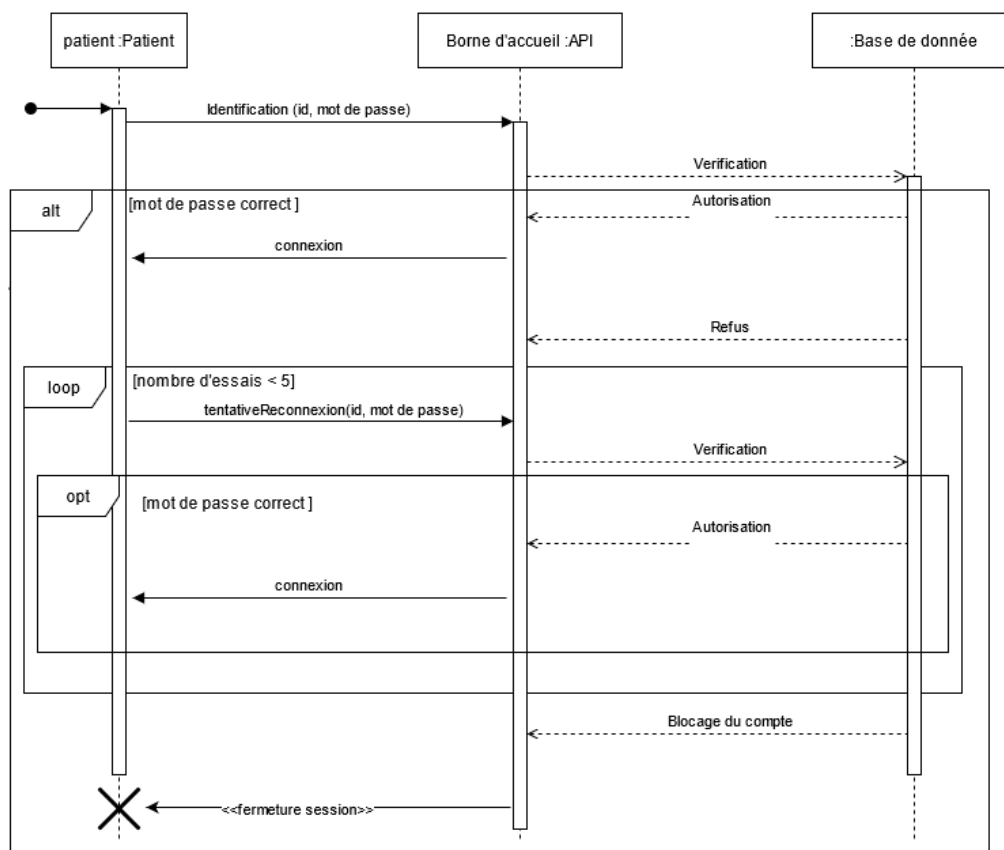 patient :Patient
Borne d'accueil :API
:Base de donnée
Identification (id, mot de passe)
Verification
alt
[mot de passe correct ]
Autorisation
connexion
Refus
loop
[nombre d'essais < 5]
tentativeReconnexion(id, mot de passe)
Verification
opt
[mot de passe correct ]
Autorisation
connexion
Blocage du compte
<<fermeture session>>